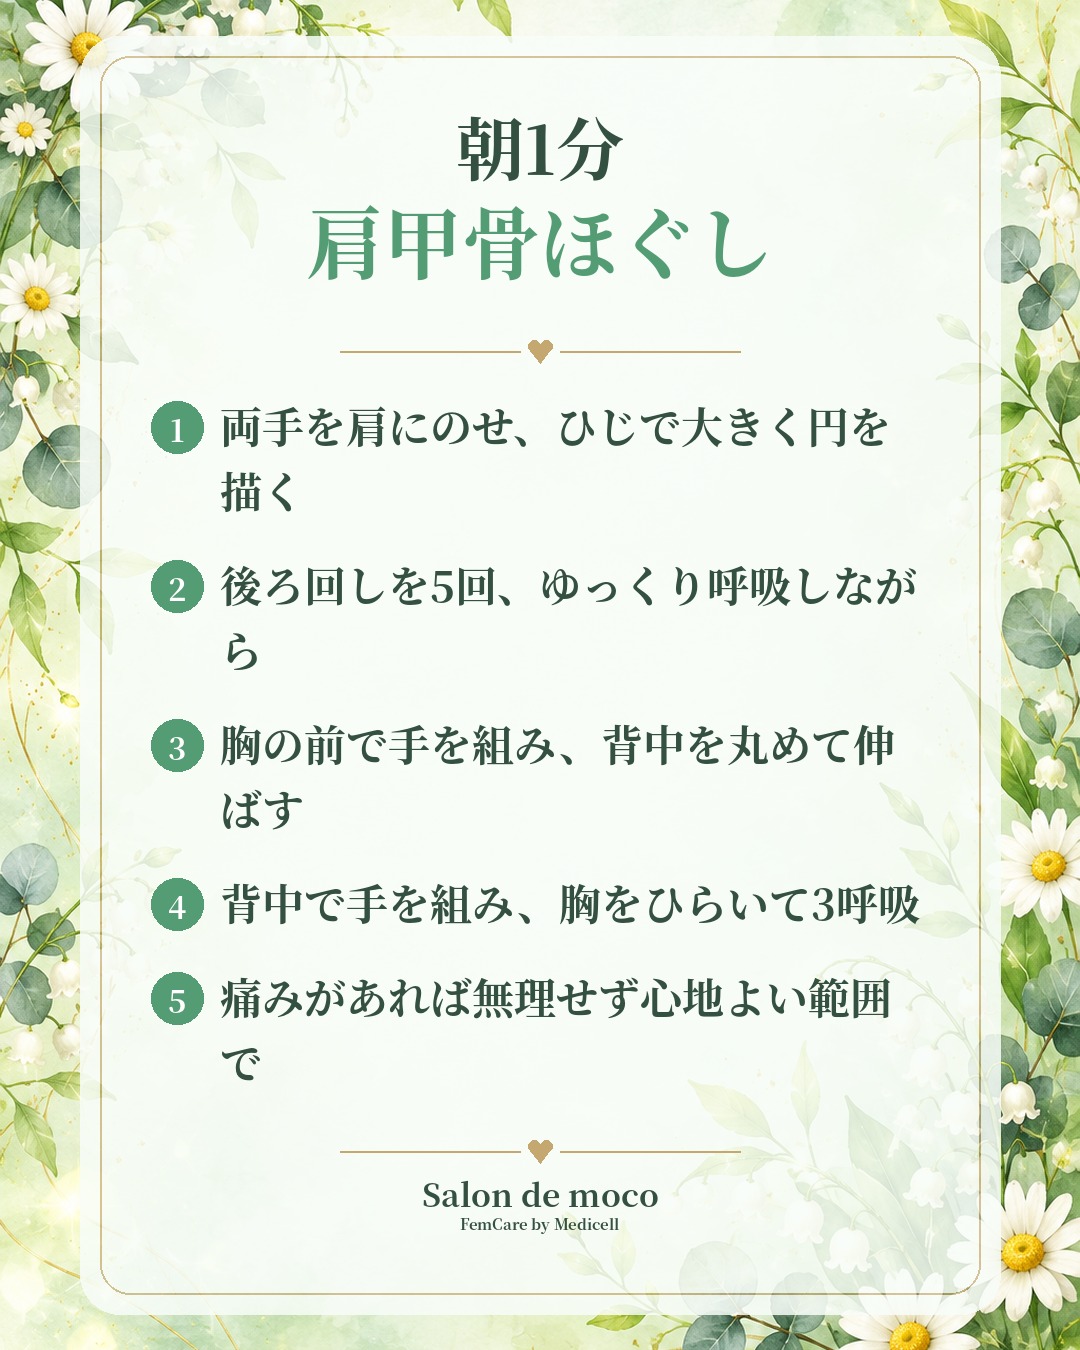 朝1分
肩甲骨ほぐし
1 両手を肩にのせ、ひじで大きく円を
描く
2 後ろ回しを5回、ゆっくり呼吸しなが
ら
3 胸の前で手を組み、背中を丸めて伸
ばす
4 背中で手を組み、胸をひらいて3呼吸
5 痛みがあれば無理せず心地よい範囲
で
Salon de moco
FemCare by Medicell